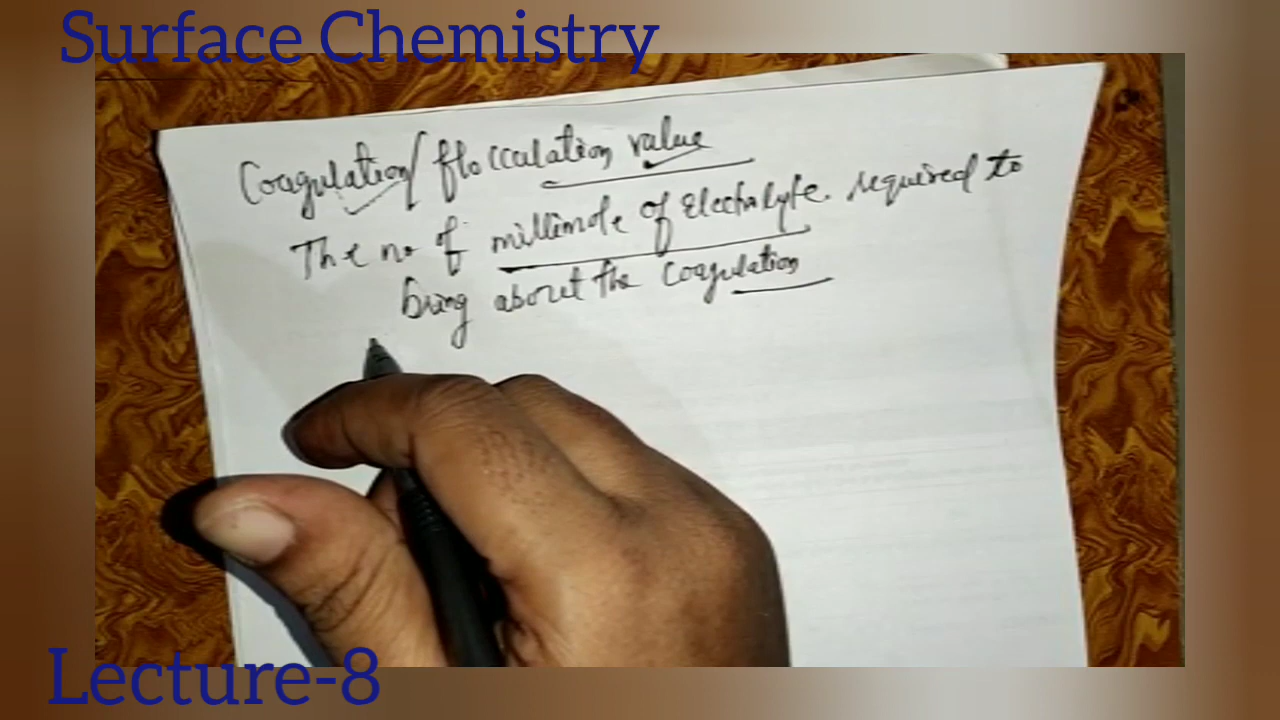 Surface Chemistry
Coagulation/flocculation value
The no of millimole of Electrolyte. required to
bring about the coagulation
Lecture-8